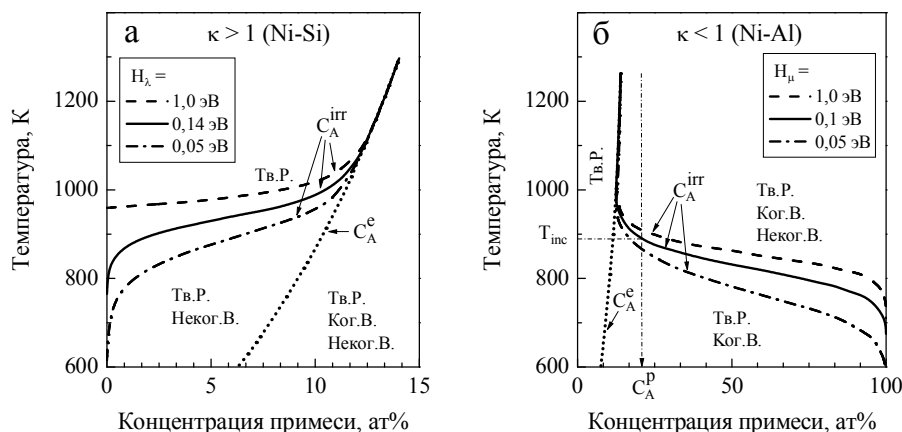 а
κ > 1 (Ni-Si)
H_λ =
1,0 эВ
0,14 эВ
0,05 эВ
C_A^irr
Тв.Р.
C_A^e
Тв.Р.
Неког.В.
Тв.Р.
Ког.В.
Неког.В.
Температура, К
1200
1000
800
600
0
5
10
15
Концентрация примеси, ат%
б
κ < 1 (Ni-Al)
H_μ =
1,0 эВ
0,1 эВ
0,05 эВ
Тв.Р.
C_A^irr
Тв.Р.
Ког.В.
Неког.В.
T_inc
C_A^e
Тв.Р.
Ког.В.
Температура, К
1200
1000
800
600
0
C_A^p
50
100
Концентрация примеси, ат%